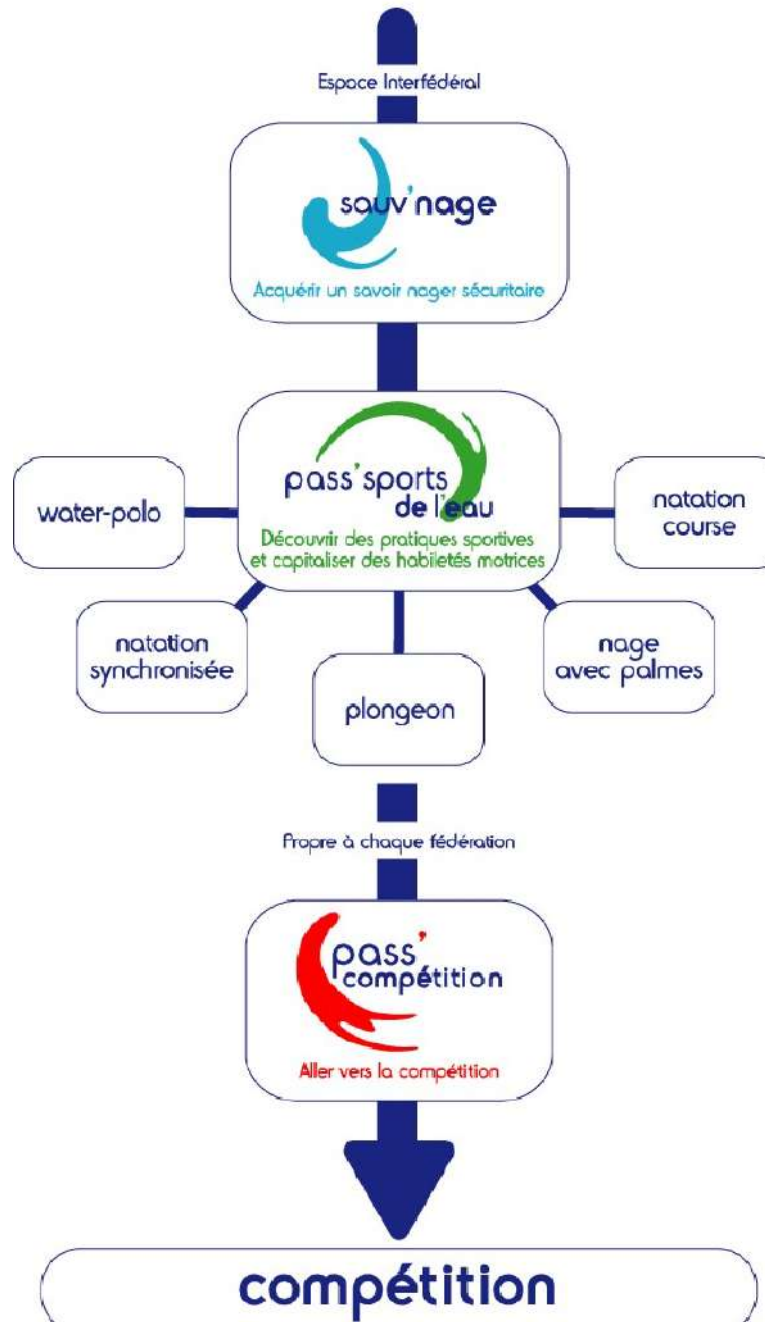 Espace Interfédéral
sauv'nage
Acquérir un savoir nager sécuritaire
pass'sports
de l'eau
Découvrir des pratiques sportives
et capitaliser des habiletés motrices
water-polo
natation
course
natation
synchronisée
nage
avec palmes
plongeon
Propre à chaque fédération
pass'
compétition
Aller vers la compétition
compétition